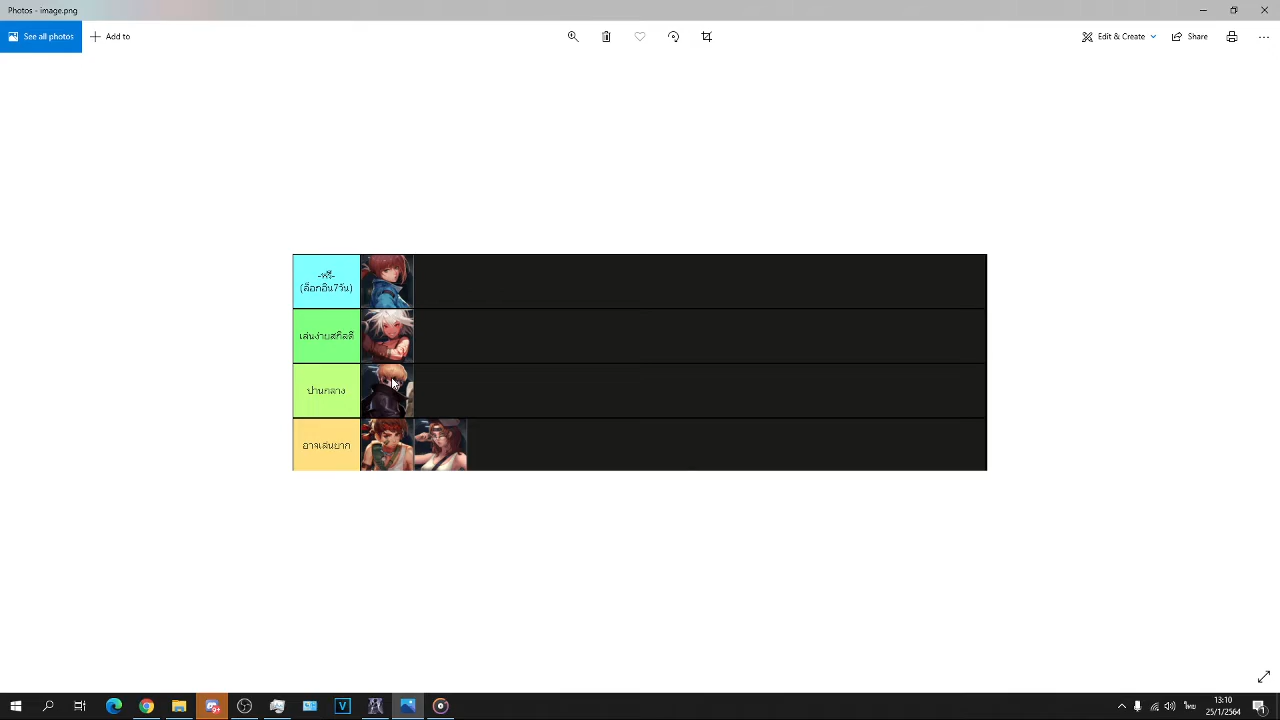 Photos - image.png
See all photos
Add to
Edit & Create
Share
-ฟรี-
(ล็อกอิน7วัน)
เล่นง่ายสกิลดี
ปานกลาง
อาจเล่นยาก
13:10
25/1/2564